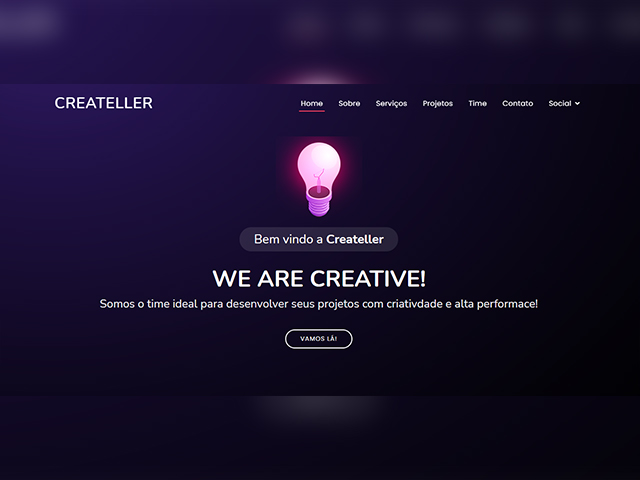 CREATELLER
Home Sobre Serviços Projetos Time Contato Social
Bem vindo a Createller
WE ARE CREATIVE!
Somos o time ideal para desenvolver seus projetos com criativdade e alta performace!
VAMOS LÁ!